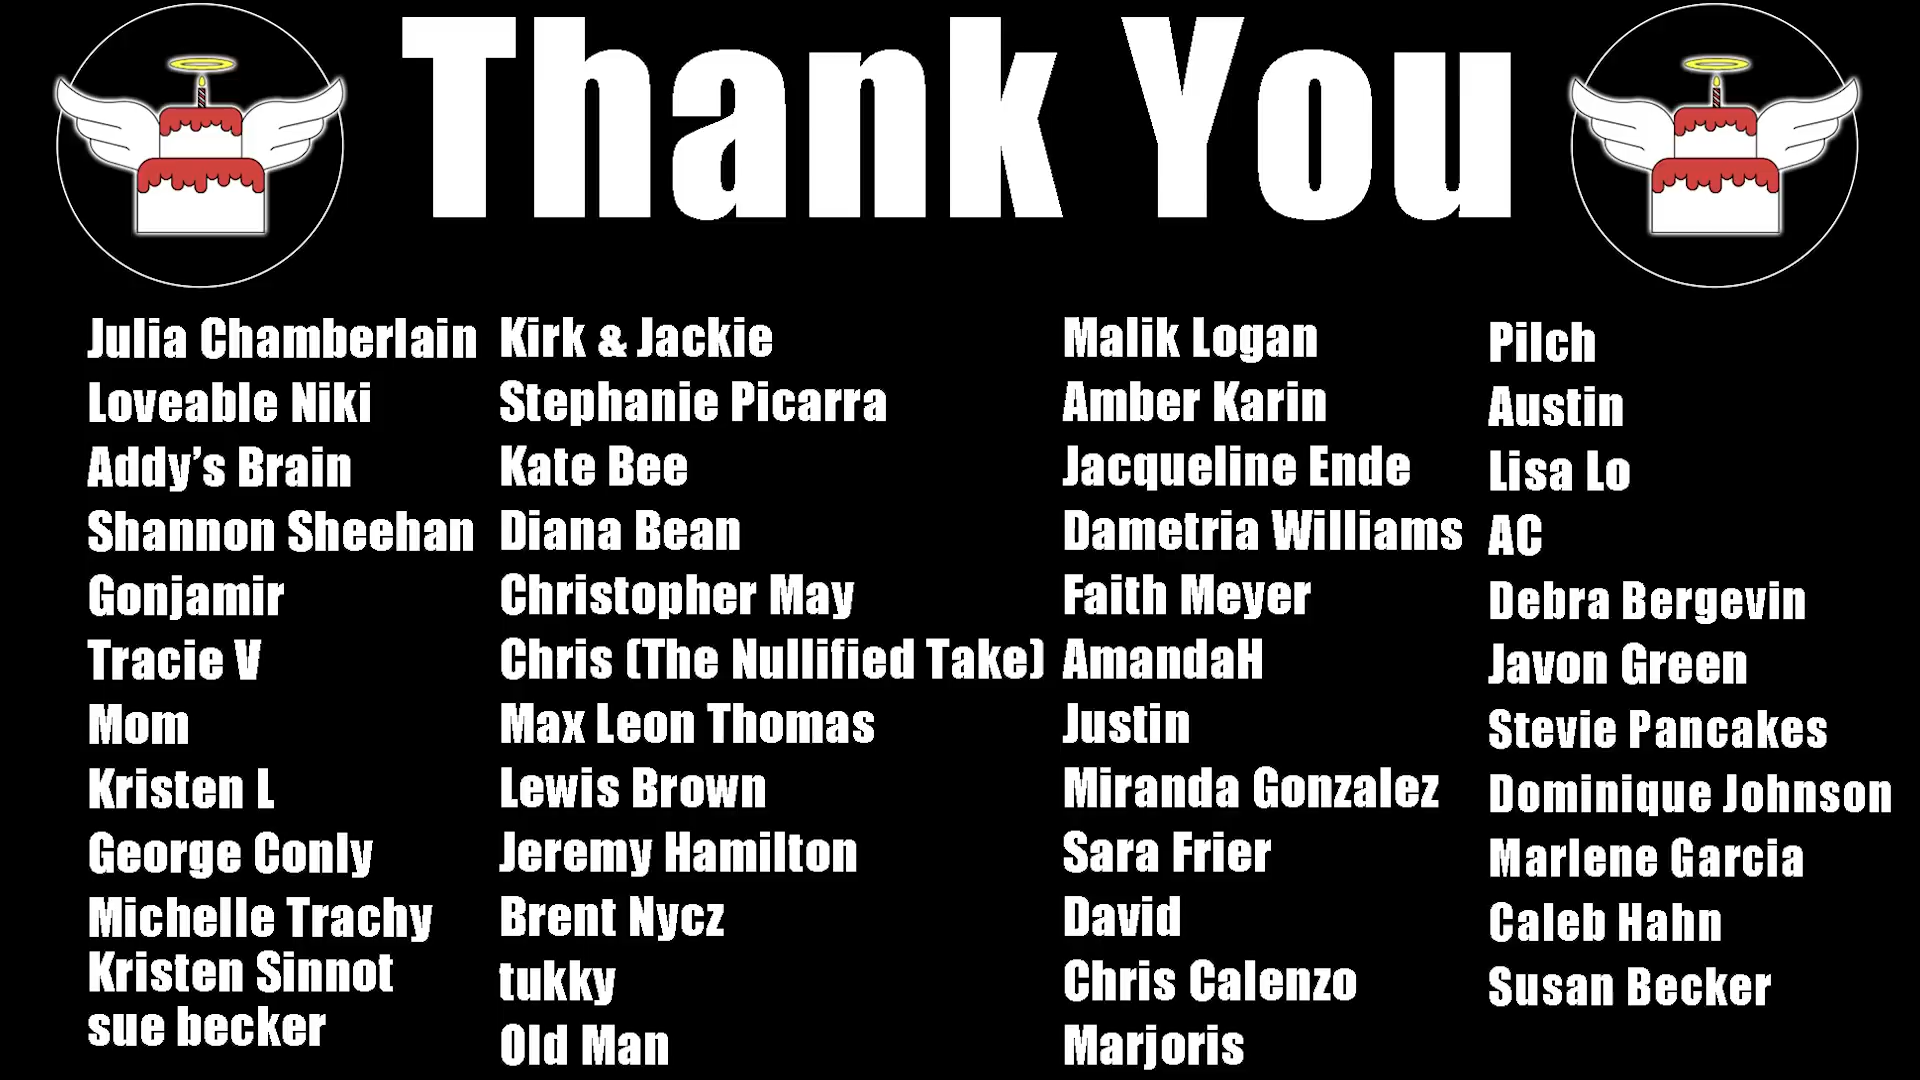 Thank You
Julia Chamberlain
Loveable Niki
Addy’s Brain
Shannon Sheehan
Gonjamir
Tracie V
Mom
Kristen L
George Conly
Michelle Trachy
Kristen Sinnot
sue becker
Kirk & Jackie
Stephanie Picarra
Kate Bee
Diana Bean
Christopher May
Chris (The Nullified Take)
Max Leon Thomas
Lewis Brown
Jeremy Hamilton
Brent Nycz
tukky
Old Man
Malik Logan
Amber Karin
Jacqueline Ende
Dametria Williams
Faith Meyer
AmandaH
Justin
Miranda Gonzalez
Sara Frier
David
Chris Calenzo
Marjoris
Pilch
Austin
Lisa Lo
AC
Debra Bergevin
Javon Green
Stevie Pancakes
Dominique Johnson
Marlene Garcia
Caleb Hahn
Susan Becker